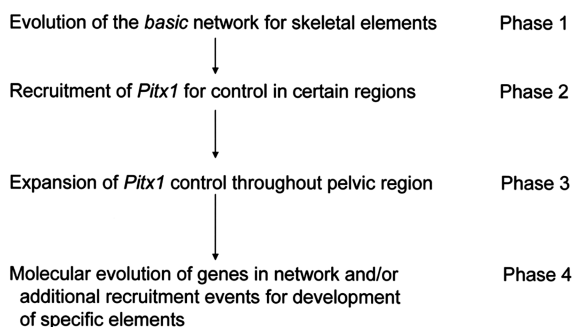 Evolution of the basic network for skeletal elements Phase 1
Recruitment of Pitx1 for control in certain regions Phase 2
Expansion of Pitx1 control throughout pelvic region Phase 3
Molecular evolution of genes in network and/or Phase 4
additional recruitment events for development
of specific elements